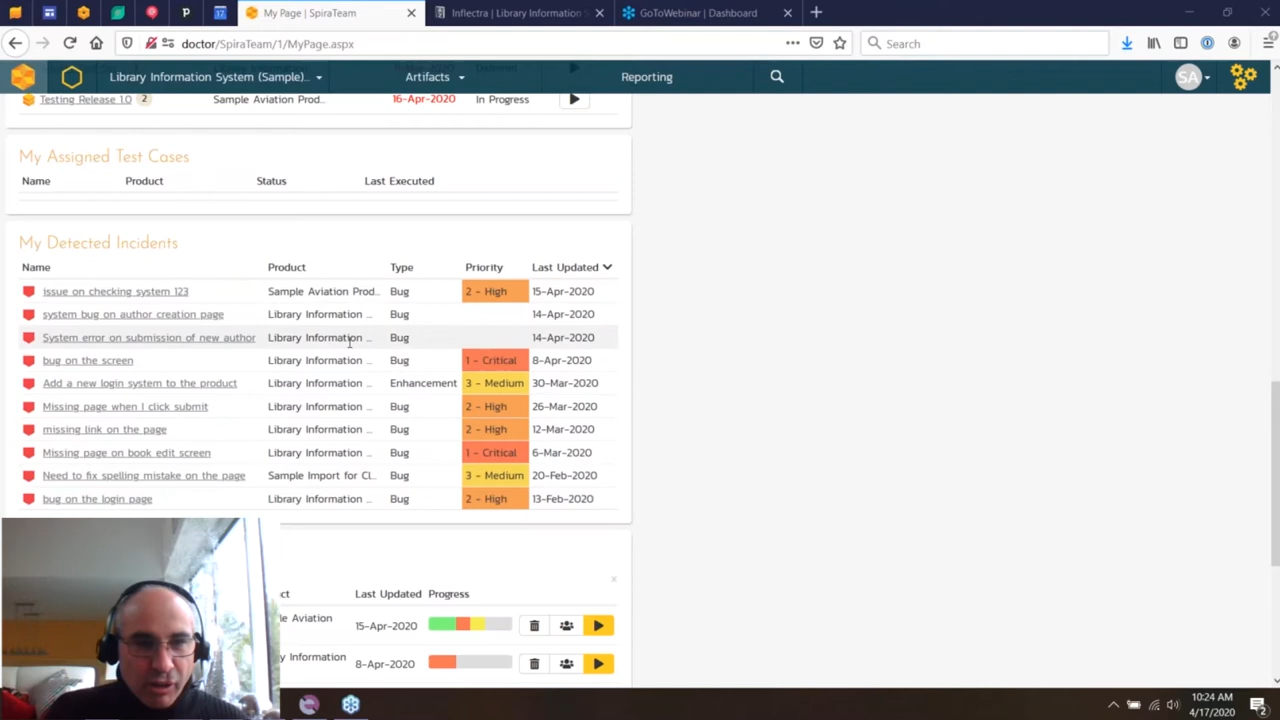 17
My Page | SpiraTeam
Inflectra | Library Information S
GoToWebinar | Dashboard
doctor/SpiraTeam/1/MyPage.aspx
Search
Library Information System (Sample)...
Artifacts
Reporting
SA
Testing Release 1.0 2 Sample Aviation Prod... 16-Apr-2020 In Progress
My Assigned Test Cases
Name Product Status Last Executed
My Detected Incidents
Name Product Type Priority Last Updated
issue on checking system 123 Sample Aviation Prod... Bug 2 - High 15-Apr-2020
system bug on author creation page Library Information ... Bug 14-Apr-2020
System error on submission of new author Library Information ... Bug 14-Apr-2020
bug on the screen Library Information ... Bug 1 - Critical 8-Apr-2020
Add a new login system to the product Library Information ... Enhancement 3 - Medium 30-Mar-2020
Missing page when I click submit Library Information ... Bug 2 - High 26-Mar-2020
missing link on the page Library Information ... Bug 2 - High 12-Mar-2020
Missing page on book edit screen Library Information ... Bug 1 - Critical 6-Mar-2020
Need to fix spelling mistake on the page Sample Import for Cl... Bug 3 - Medium 20-Feb-2020
bug on the login page Library Information ... Bug 2 - High 13-Feb-2020
ct Last Updated Progress
le Aviation
15-Apr-2020
y Information
8-Apr-2020
10:24 AM
4/17/2020
2